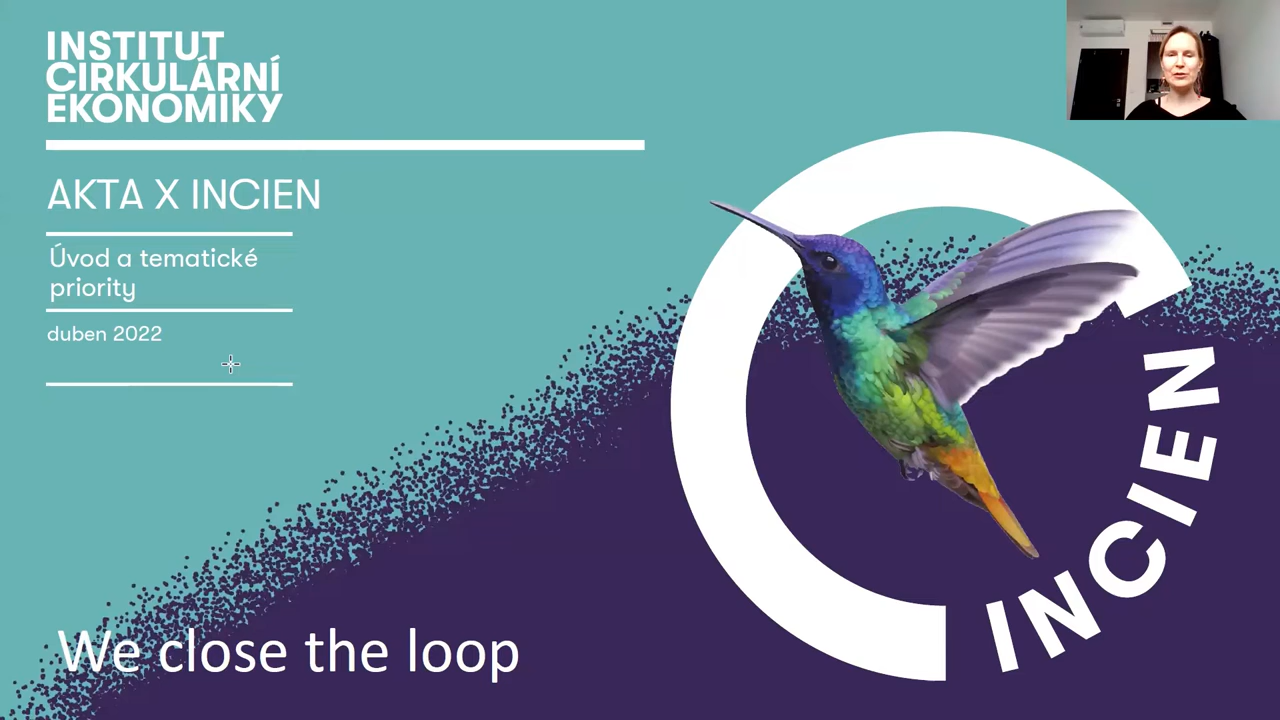 INSTITUT
CIRKULÁRNÍ
EKONOMIKY
AKTA X INCIEN
Úvod a tematické
priority
duben 2022
INCIEN
We close the loop